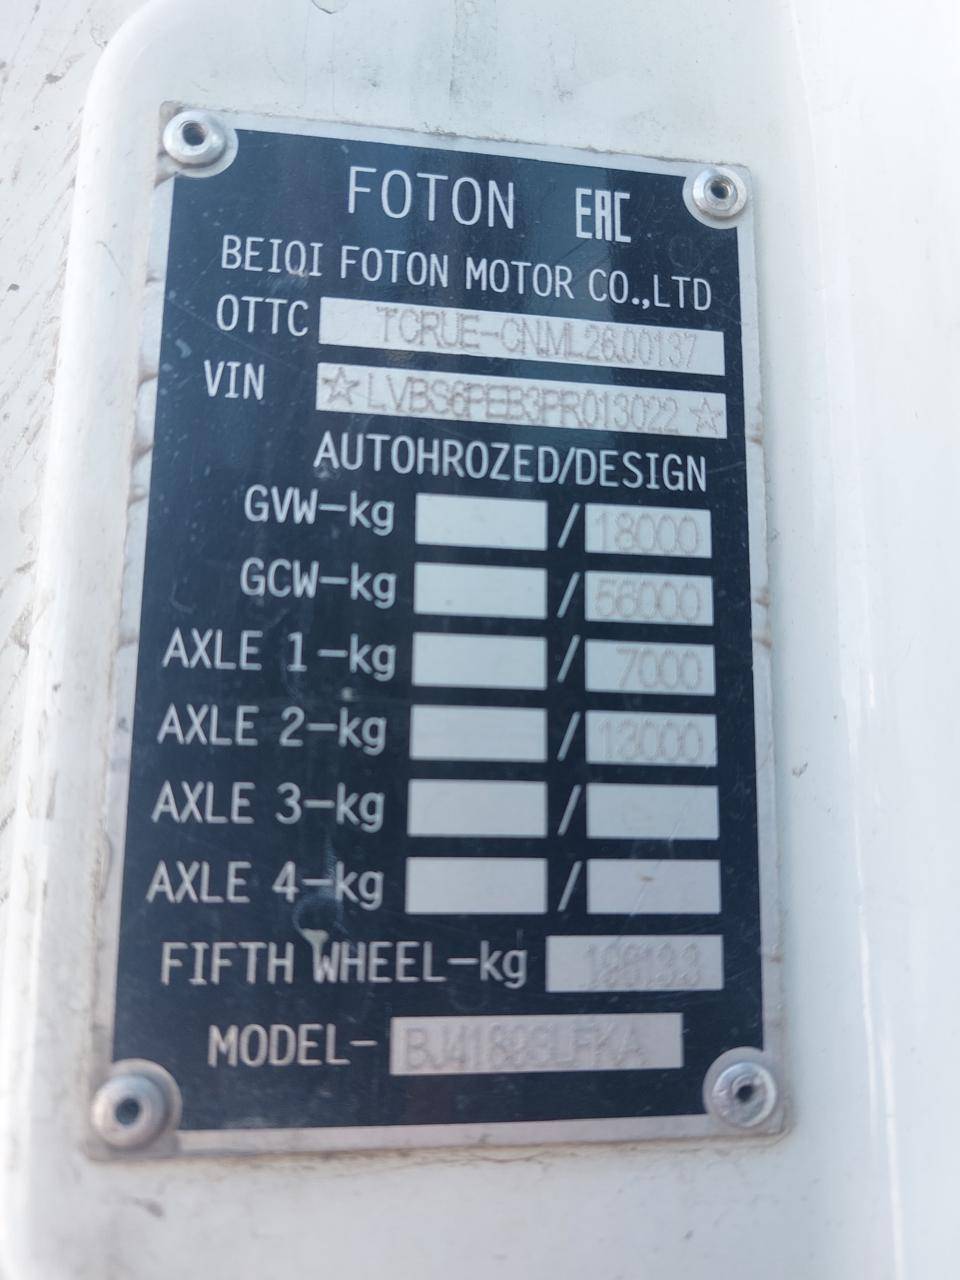 FOTON EAC
BEIQI FOTON MOTOR CO.,LTD
OTTC TCRUE-CN.ML26.00137
VIN ☆LVBS6PEB3PR013022☆
AUTOHROZED/DESIGN
GVW-kg / 18000
GCW-kg / 56000
AXLE 1-kg / 7000
AXLE 2-kg / 13000
AXLE 3-kg /
AXLE 4-kg /
FIFTH WHEEL-kg
MODEL-